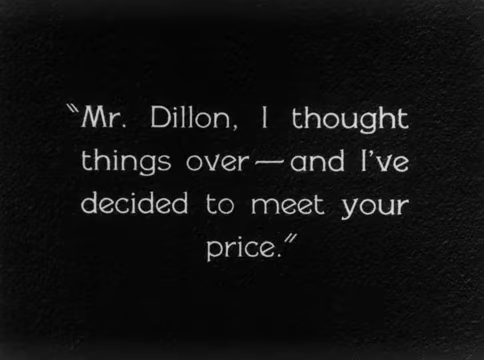 "Mr. Dillon, I thought
things over—and I've
decided to meet your
price."